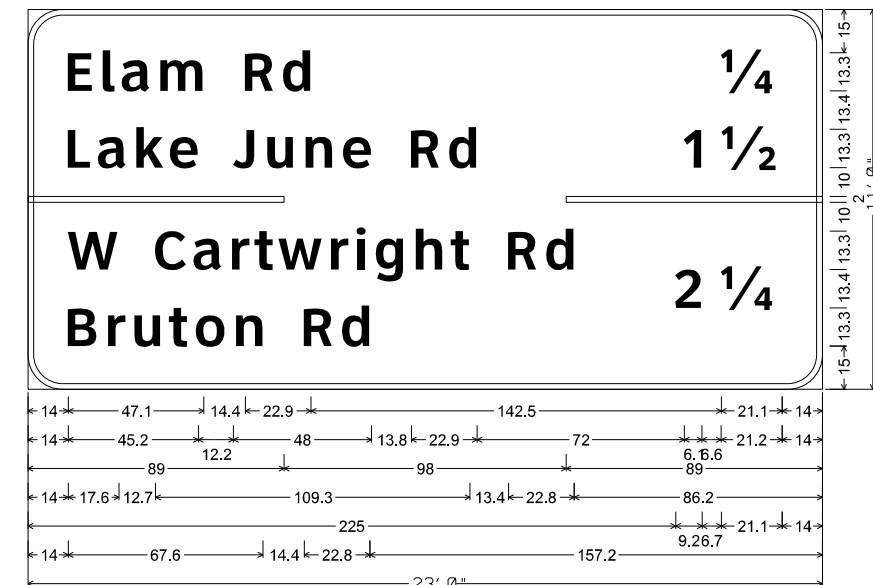 Elam Rd ¼
Lake June Rd 1 ½
W Cartwright Rd
2 ¼
Bruton Rd
15 13.3 13.4 13.3 10 2 10 13.3 13.4 13.3 15
14 47.1 14.4 22.9 142.5 21.1 14
14 45.2 12.2 48 13.8 22.9 72 6.1 6.6 21.2 14
89 98 89
14 17.6 12.7 109.3 13.4 22.8 86.2
225 9.2 6.7 21.1 14
14 67.6 14.4 22.8 157.2
23' 0"